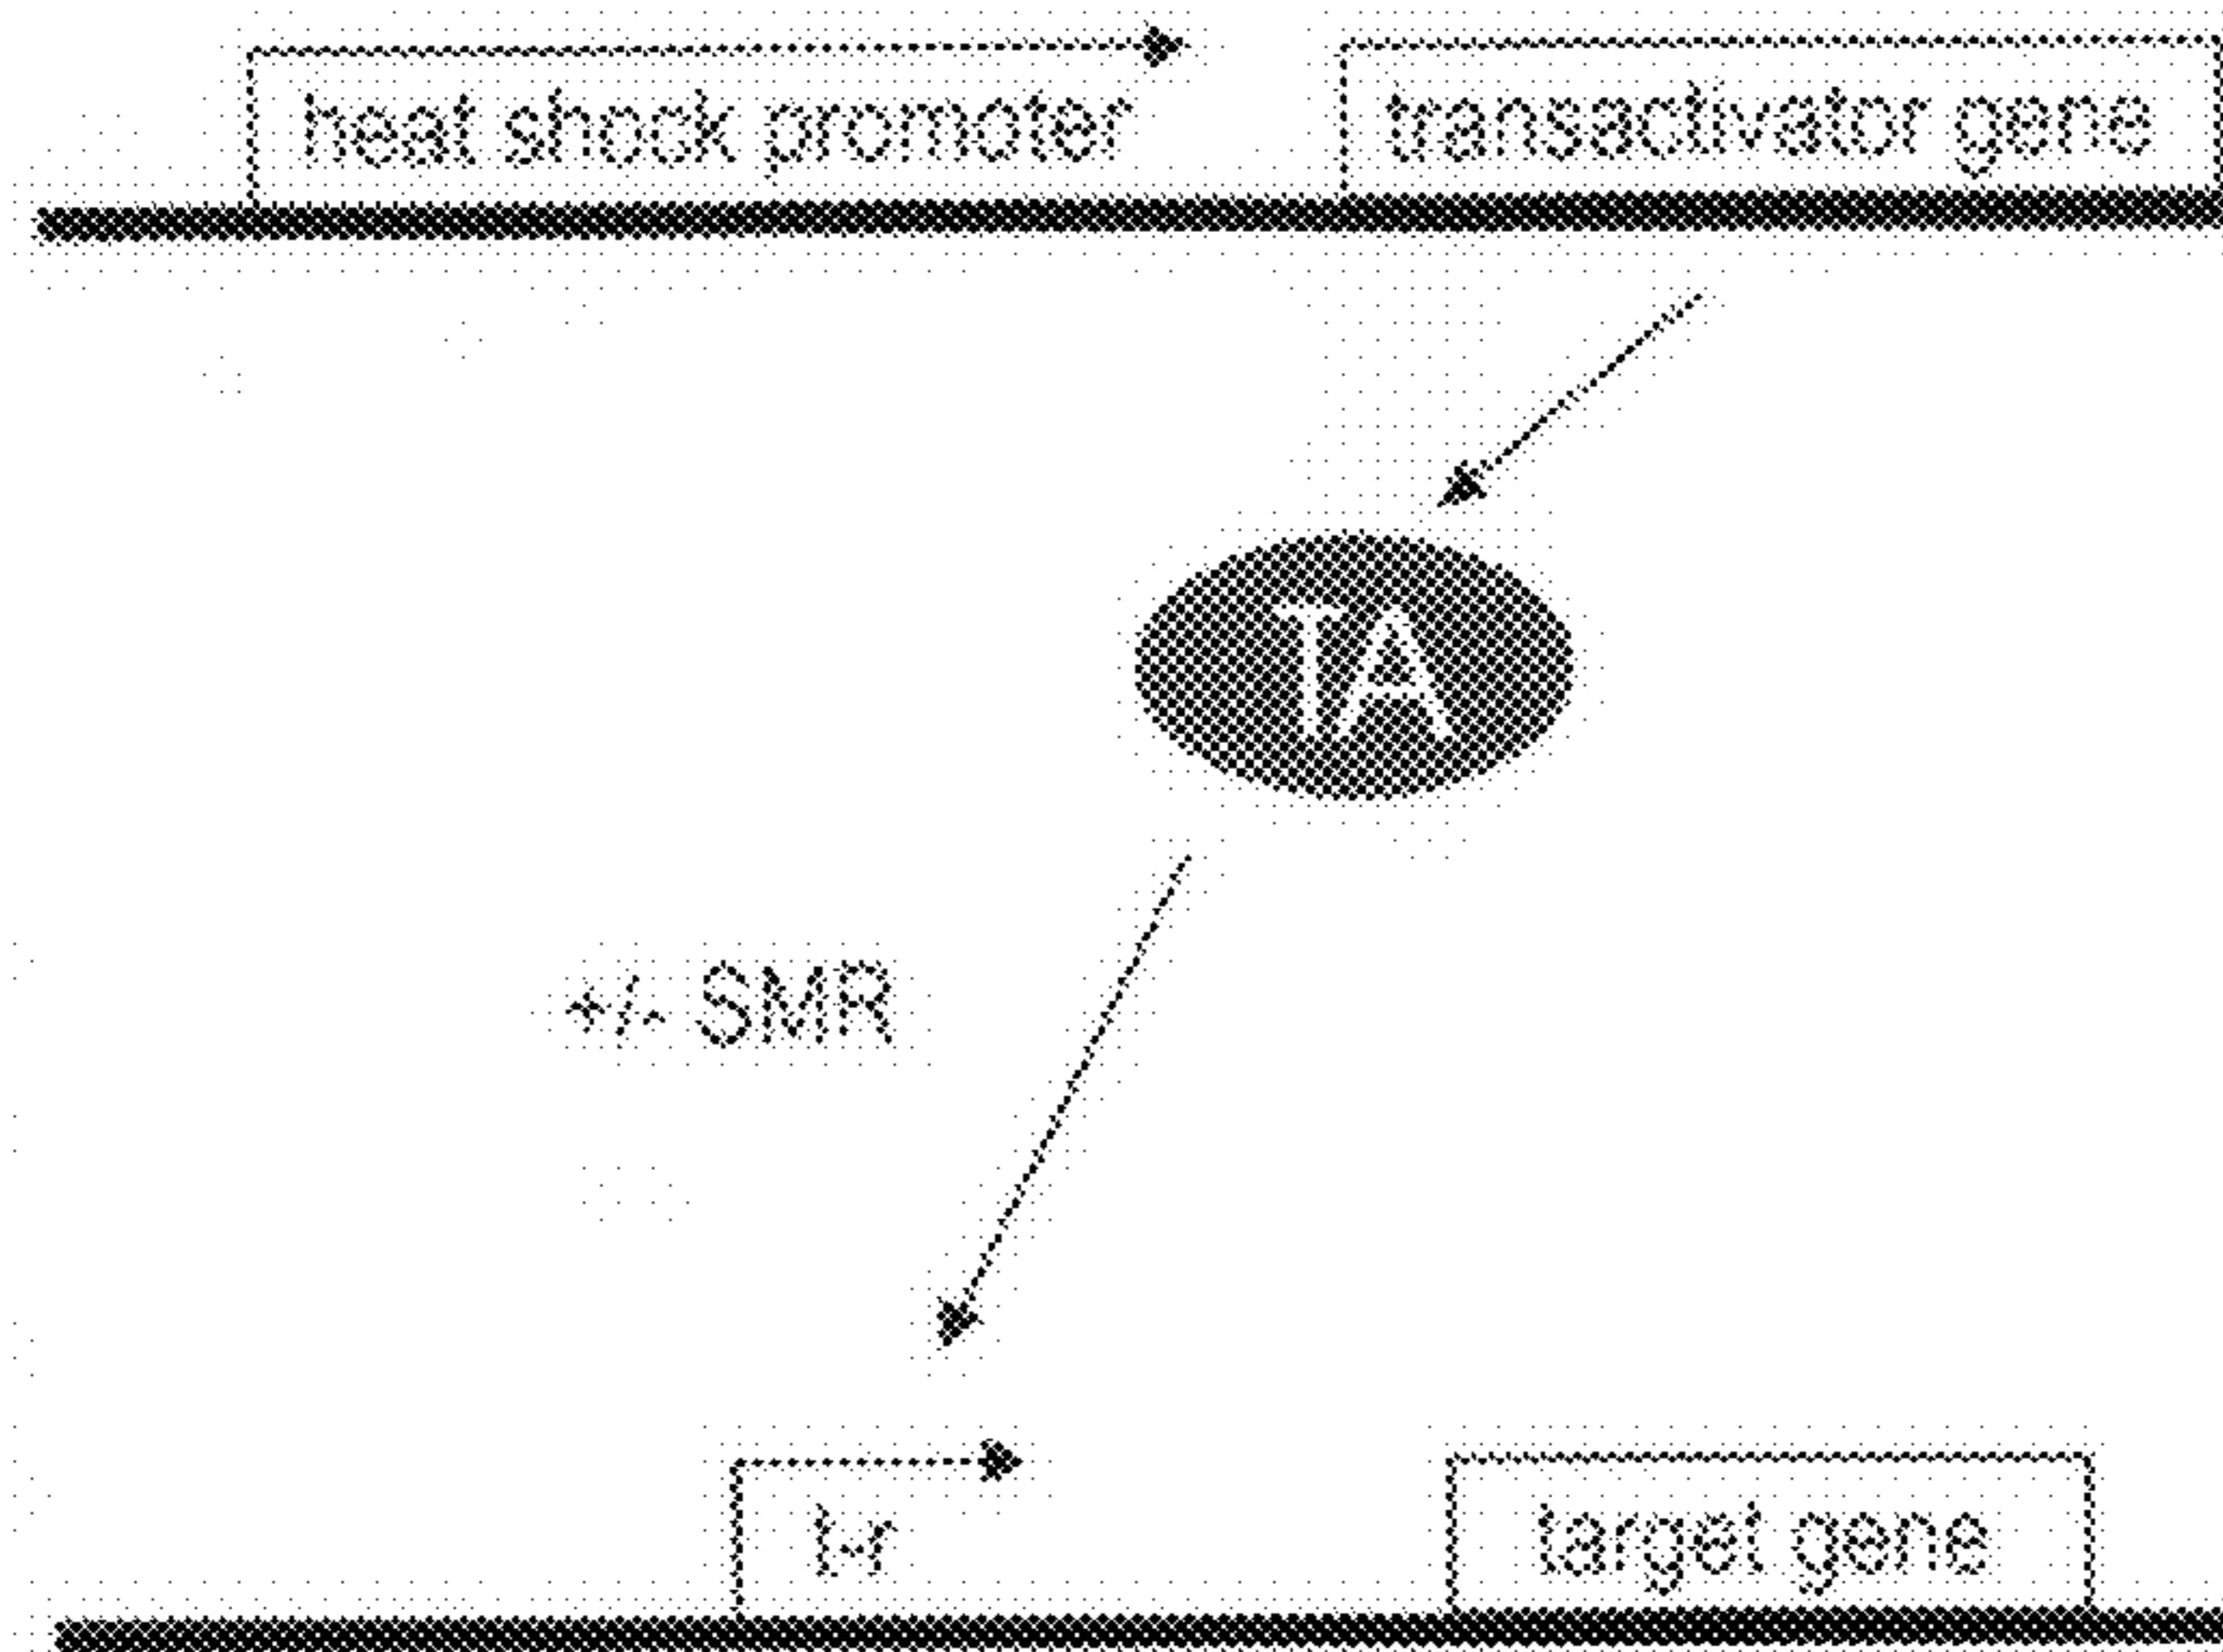 heat shock promoter transactivator gene
TA
+/- SMR
t-r target gene